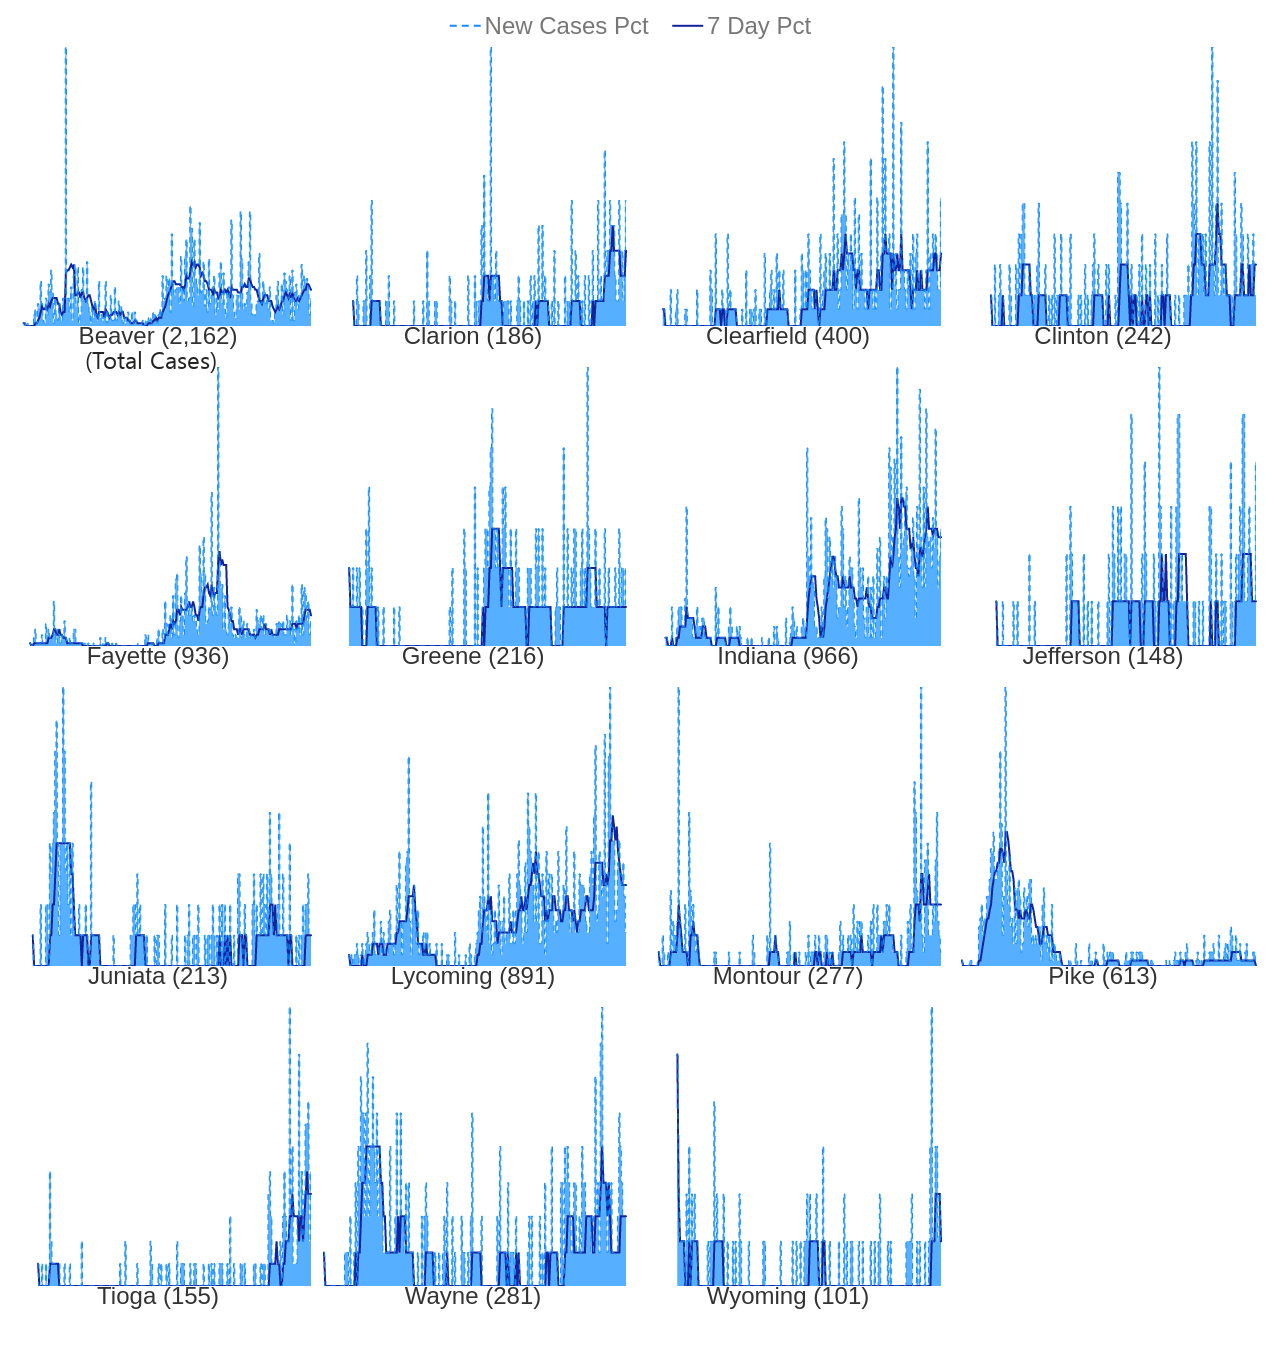 New Cases Pct 7 Day Pct
Beaver (2,162) Clarion (186) Clearfield (400) Clinton (242)
(Total Cases)
Fayette (936) Greene (216) Indiana (966) Jefferson (148)
Juniata (213) Lycoming (891) Montour (277) Pike (613)
Tioga (155) Wayne (281) Wyoming (101)